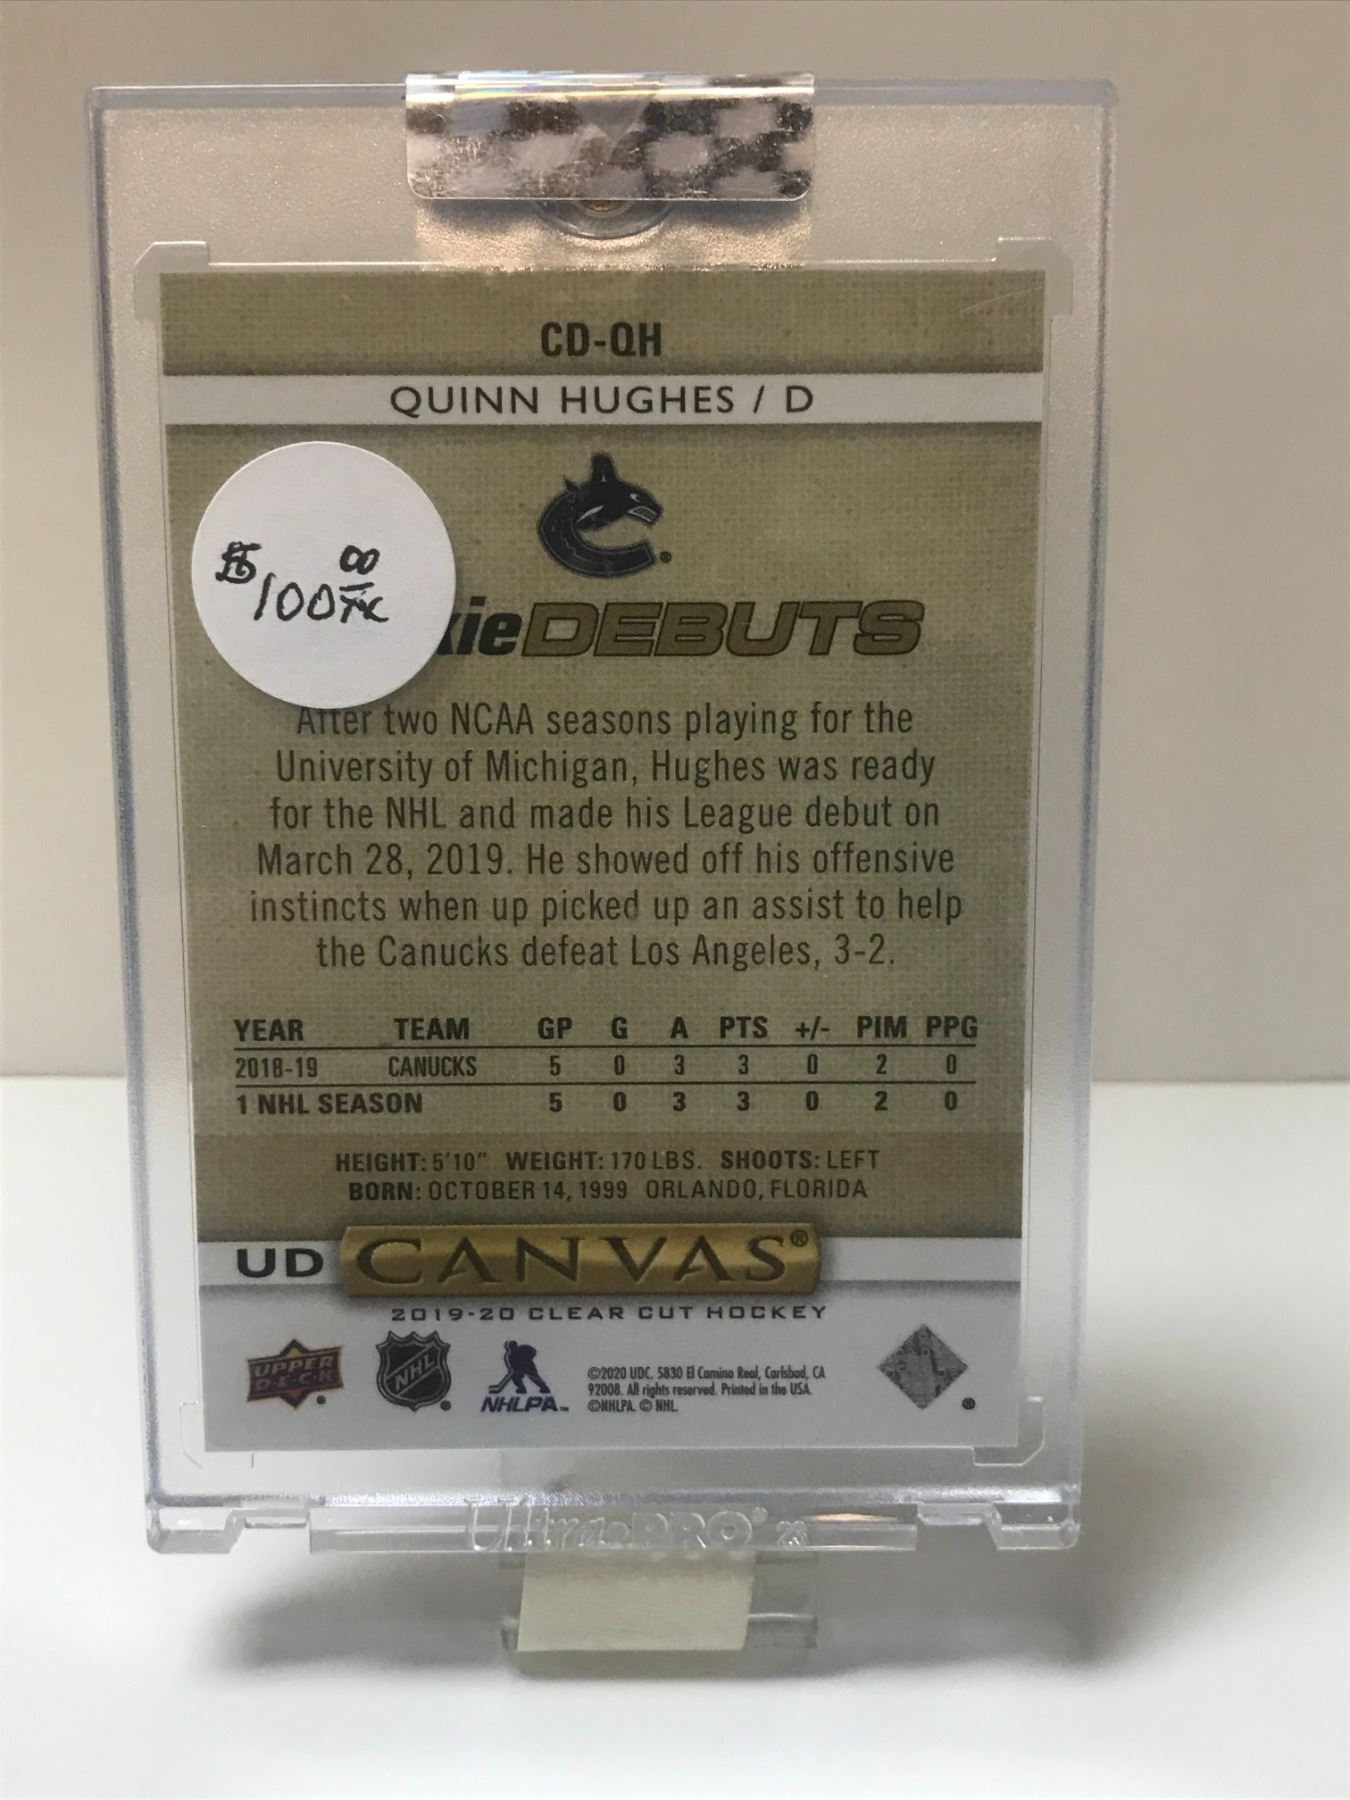 CD-QH
QUINN HUGHES / D
$100 00
kie DEBUTS
After two NCAA seasons playing for the
University of Michigan, Hughes was ready
for the NHL and made his League debut on
March 28, 2019. He showed off his offensive
instincts when up picked up an assist to help
the Canucks defeat Los Angeles, 3-2.
YEAR TEAM GP G A PTS +/- PIM PPG
2018-19 CANUCKS 5 0 3 3 0 2 0
1 NHL SEASON 5 0 3 3 0 2 0
HEIGHT: 5'10" WEIGHT: 170 LBS. SHOOTS: LEFT
BORN: OCTOBER 14, 1999 ORLANDO, FLORIDA
UD CANVAS®
2019-20 CLEAR CUT HOCKEY
UPPER DECK NHL NHLPA
©2020 UDC. 5830 El Camino Real, Carlsbad, CA
92008. All rights reserved. Printed in the USA.
©NHLPA. © NHL.
Ultra•PRO® 23